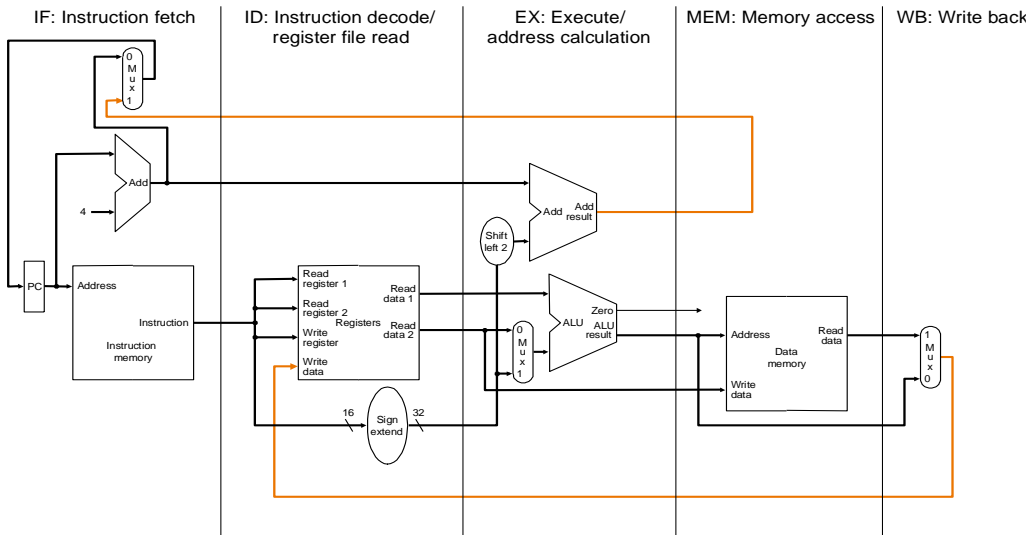 IF: Instruction fetch
ID: Instruction decode/
register file read
EX: Execute/
address calculation
MEM: Memory access
WB: Write back
0
M
u
x
1
Add
4
Add
Add
result
Shift
left 2
PC
Address
Instruction
Instruction
memory
Read
register 1
Read
register 2
Write
register
Write
data
Registers
Read
data 1
Read
data 2
0
M
u
x
1
Zero
ALU
ALU
result
Address
Write
data
Data
memory
Read
data
1
M
u
x
0
16
Sign
extend
32